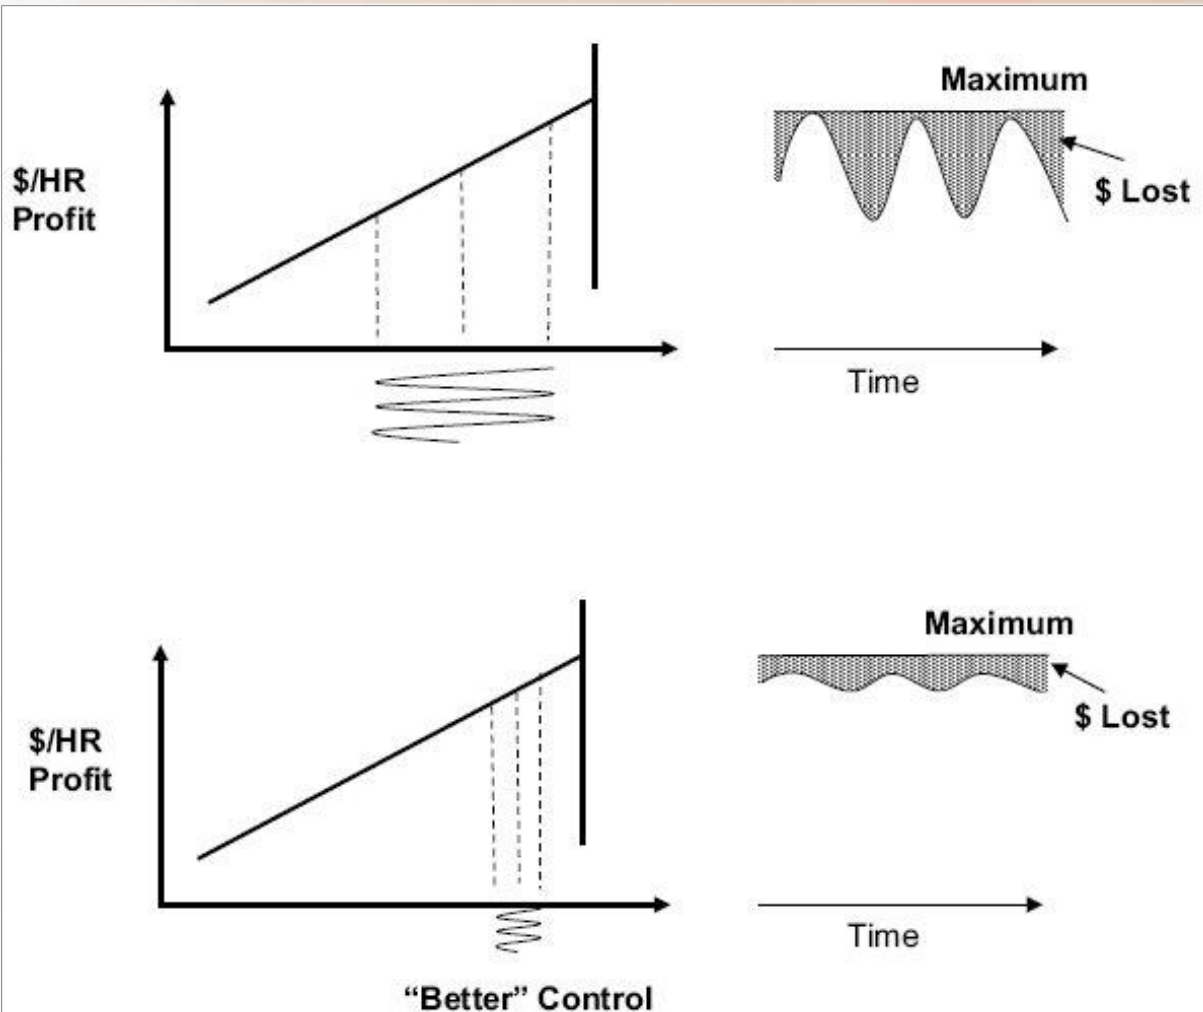 Maximum
$/HR
Profit
$ Lost
Time
Maximum
$ Lost
$/HR
Profit
Time
“Better” Control